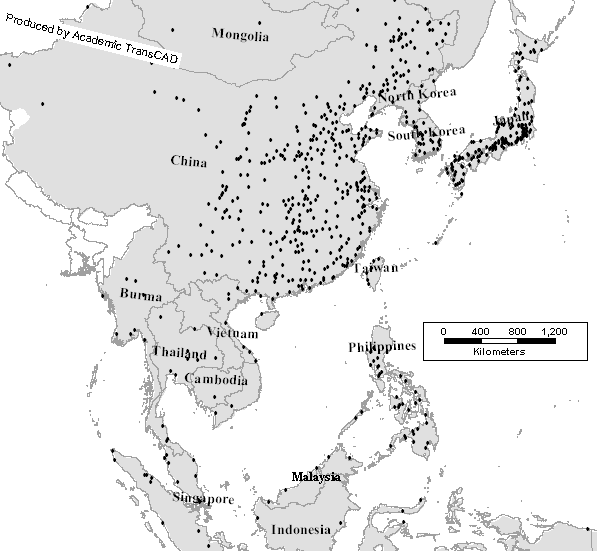 Produced by Academic TransCAD
Mongolia
North Korea
South Korea
Japan
China
Taiwan
Burma
Vietnam
Thailand
Cambodia
Philippines
0 400 800 1,200
Kilometers
Malaysia
Singapore
Indonesia